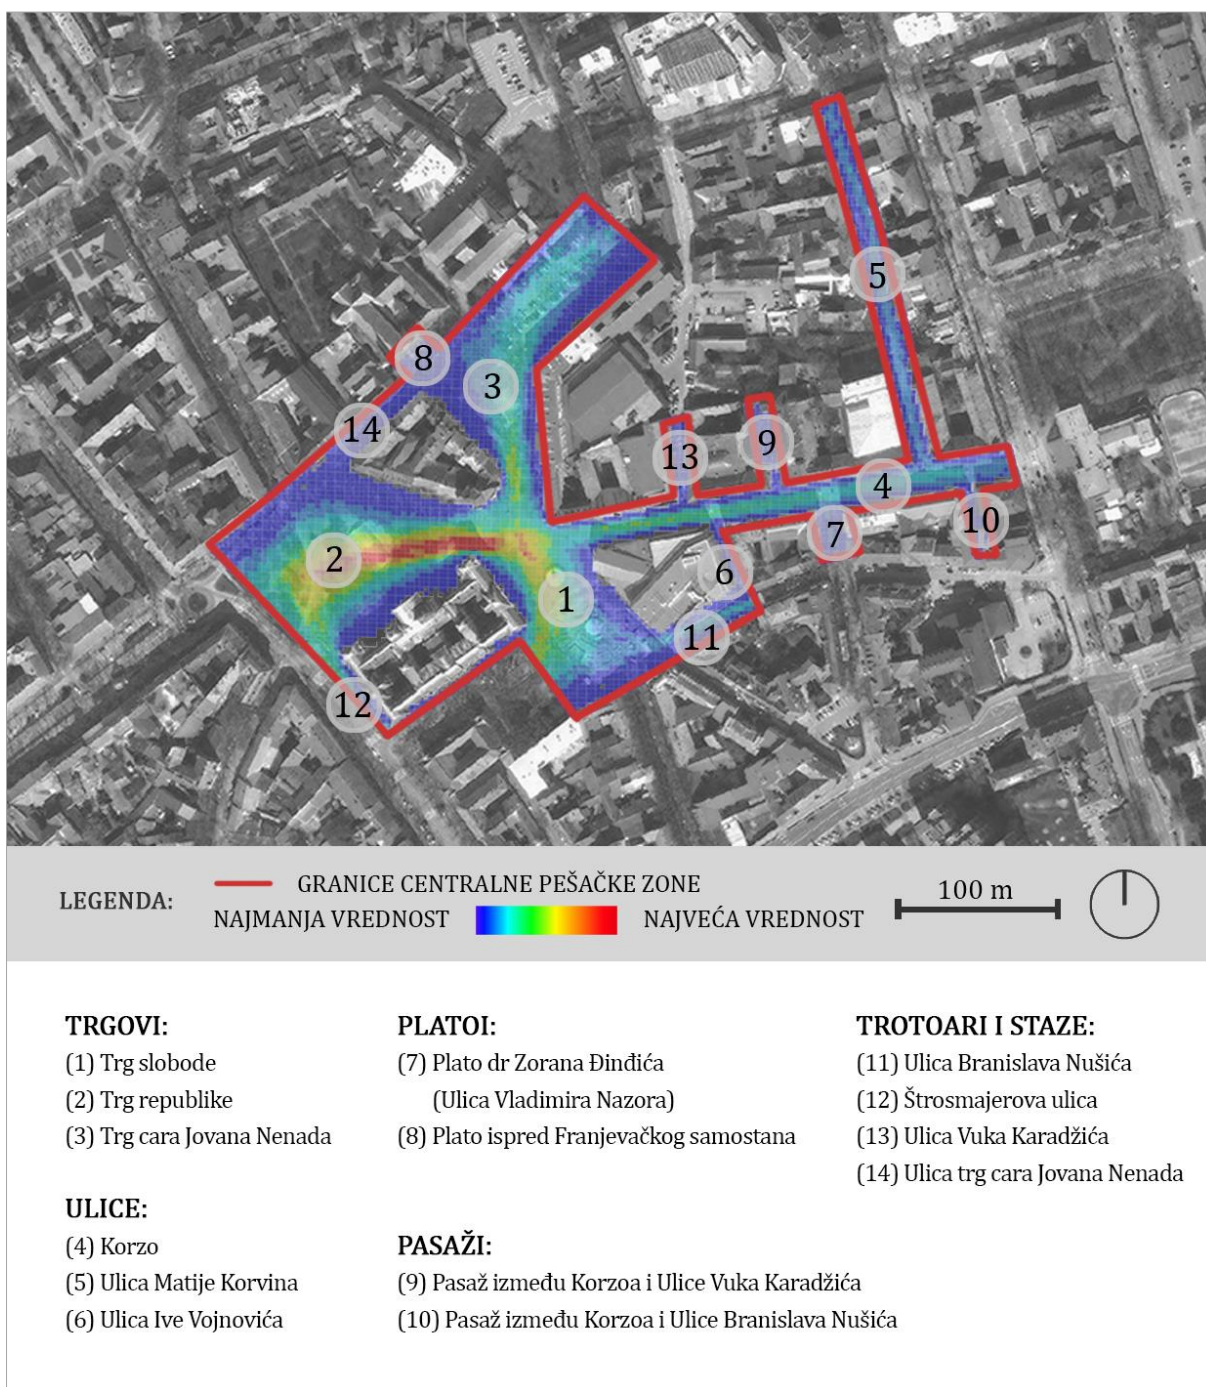 5
8
3
14
9
13
4
10
7
2
6
1
11
12
LEGENDA:
GRANICE CENTRALNE PEŠAČKE ZONE
NAJMANJA VREDNOST
NAJVEĆA VREDNOST
100 m
TRGOVI:
(1) Trg slobode
(2) Trg republike
(3) Trg cara Jovana Nenada
ULICE:
(4) Korzo
(5) Ulica Matije Korvina
(6) Ulica Ive Vojnovića
PLATOI:
(7) Plato dr Zorana Đinđića
(Ulica Vladimira Nazora)
(8) Plato ispred Franjevačkog samostana
PASAŽI:
(9) Pasaž između Korzoa i Ulice Vuka Karadžića
(10) Pasaž između Korzoa i Ulice Branislava Nušića
TROTOARI I STAZE:
(11) Ulica Branislava Nušića
(12) Štrosmajerova ulica
(13) Ulica Vuka Karadžića
(14) Ulica trg cara Jovana Nenada